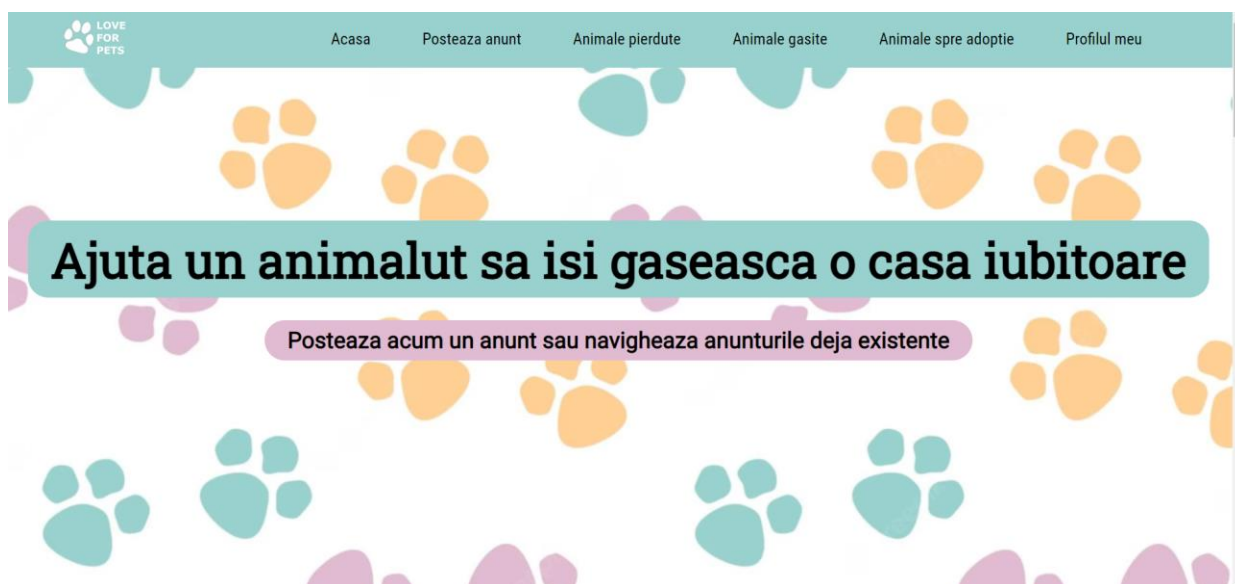 LOVE
FOR
PETS
Acasa Posteaza anunt Animale pierdute Animale gasite Animale spre adoptie Profilul meu
Ajuta un animalut sa isi gaseasca o casa iubitoare
Posteaza acum un anunt sau navigheaza anunturile deja existente